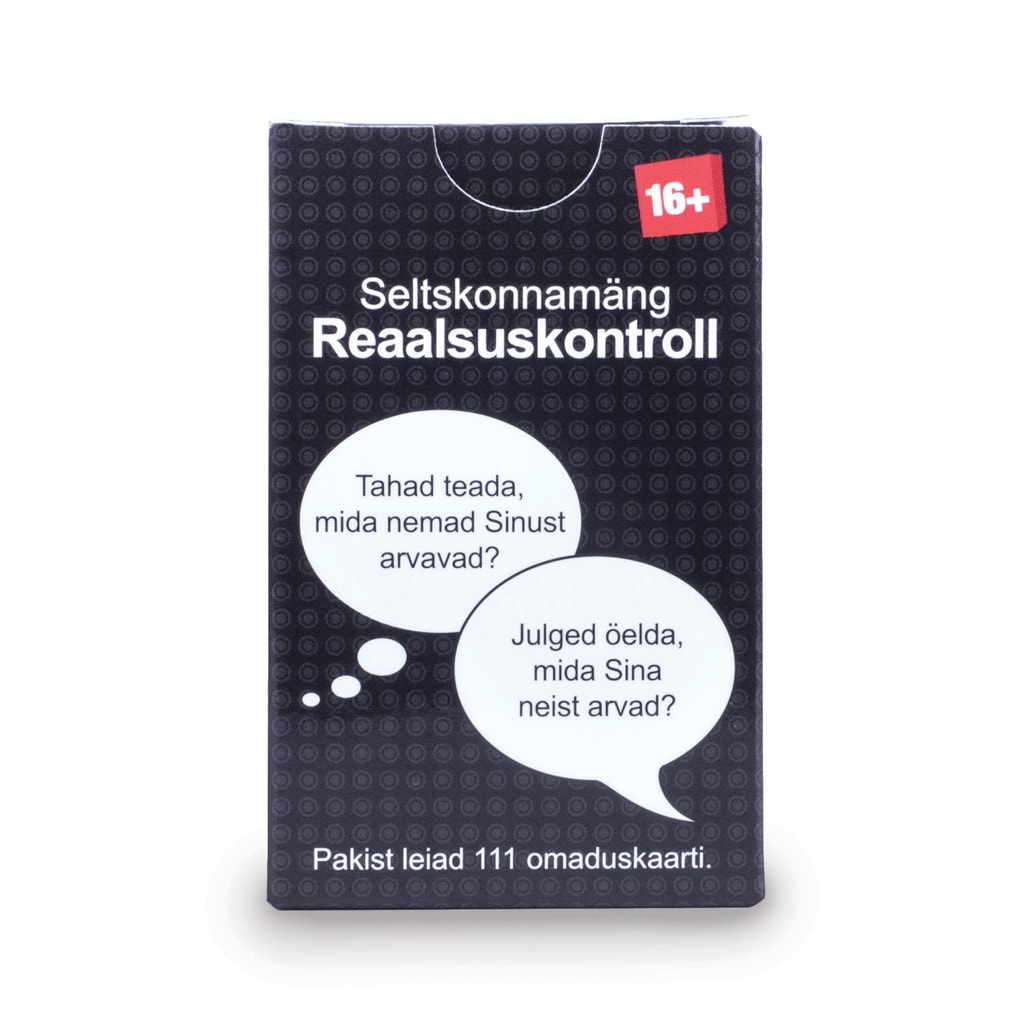 16+
Seltskonnamäng
Reaalsuskontroll
Tahad teada,
mida nemad Sinust
arvavad?
Julged öelda,
mida Sina
neist arvad?
Pakist leiad 111 omaduskaarti.